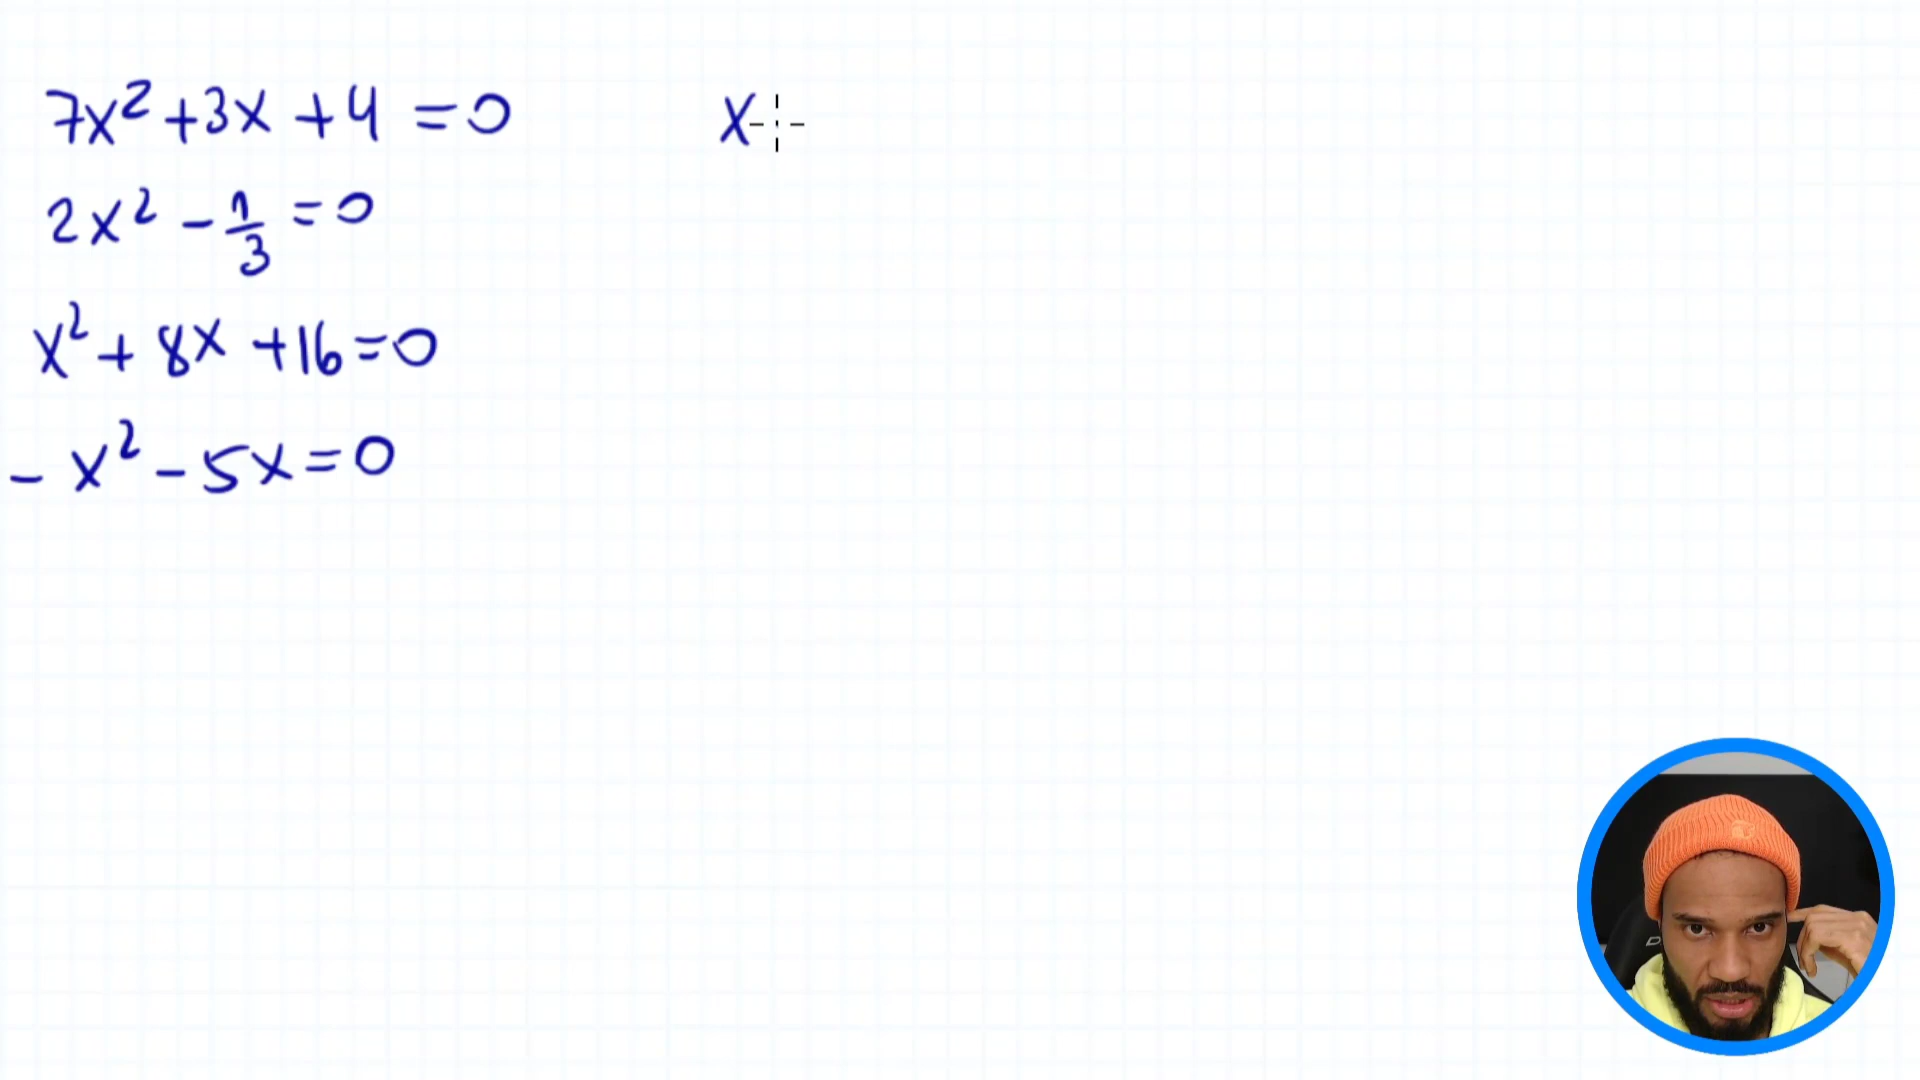 7x² + 3x + 4 = 0
x
2x² - 1/3 = 0
x² + 8x + 16 = 0
- x² - 5x = 0